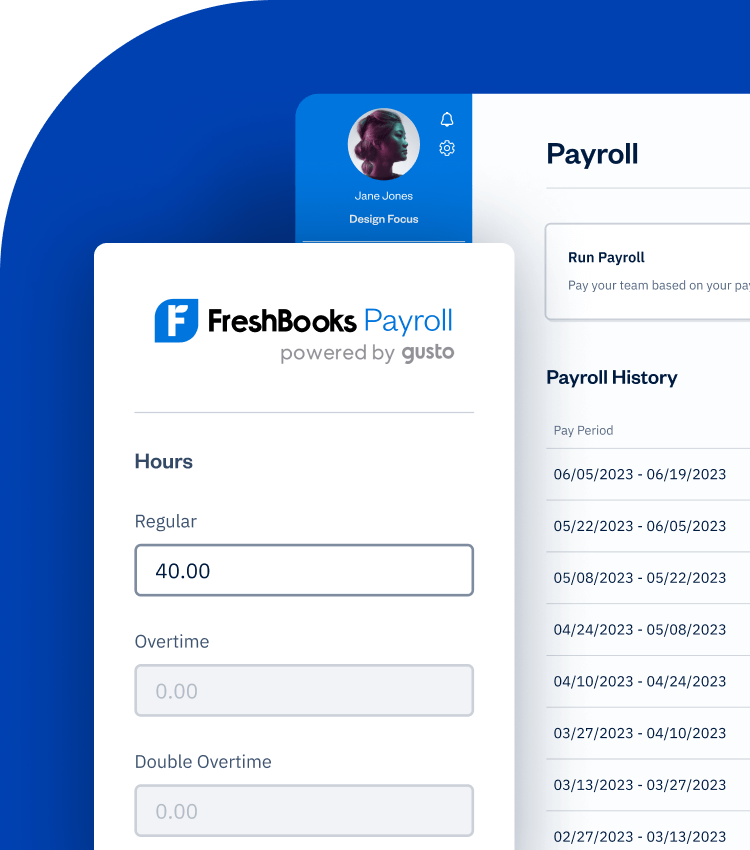 Jane Jones
Design Focus
FreshBooks Payroll
powered by gusto
Hours
Regular
40.00
Overtime
0.00
Double Overtime
0.00
Payroll
Run Payroll
Pay your team based on your pay
Payroll History
Pay Period
06/05/2023 - 06/19/2023
05/22/2023 - 06/05/2023
05/08/2023 - 05/22/2023
04/24/2023 - 05/08/2023
04/10/2023 - 04/24/2023
03/27/2023 - 04/10/2023
03/13/2023 - 03/27/2023
02/27/2023 - 03/13/2023